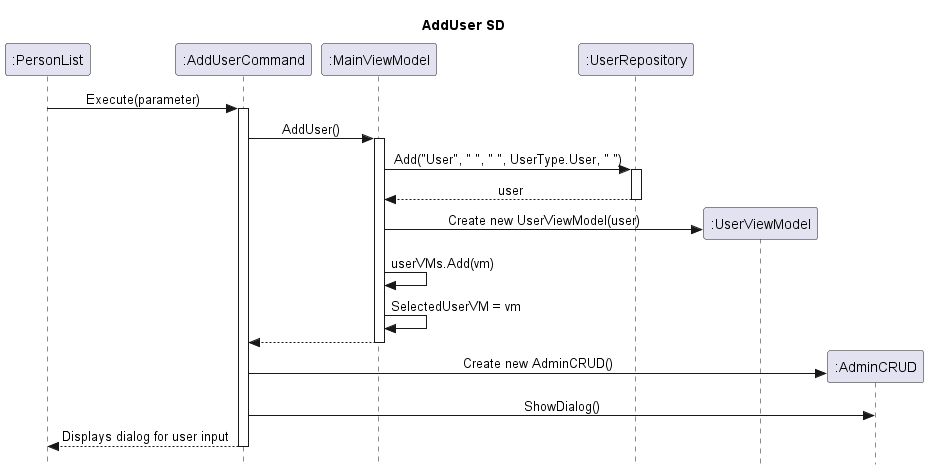 AddUser SD
:PersonList
:AddUserCommand
:MainViewModel
:UserRepository
Execute(parameter)
AddUser()
Add("User", " ", " ", UserType.User, " ")
user
Create new UserViewModel(user)
:UserViewModel
userVMs.Add(vm)
SelectedUserVM = vm
Create new AdminCRUD()
:AdminCRUD
ShowDialog()
Displays dialog for user input